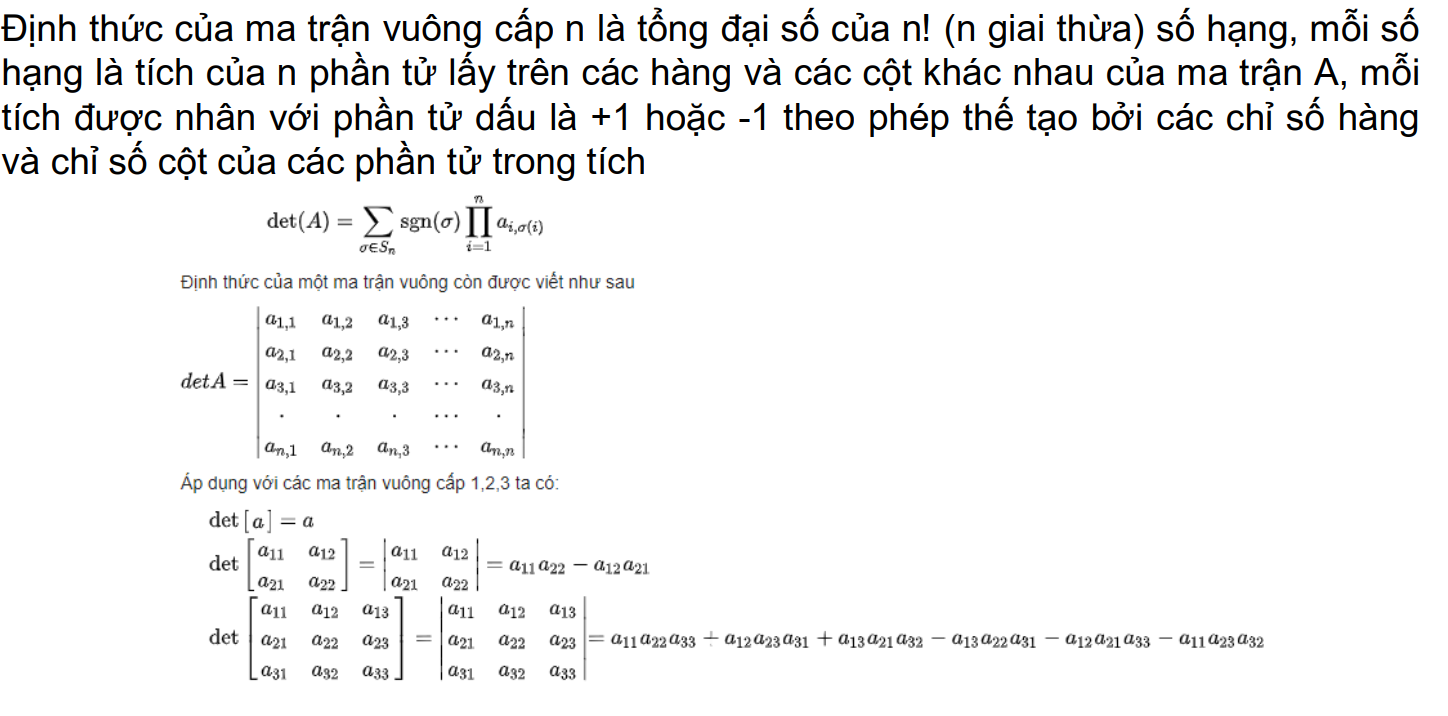 Định thức của ma trận vuông cấp n là tổng đại số của n! (n giai thừa) số hạng, mỗi số
hạng là tích của n phần tử lấy trên các hàng và các cột khác nhau của ma trận A, mỗi
tích được nhân với phần tử dấu là +1 hoặc -1 theo phép thế tạo bởi các chỉ số hàng
và chỉ số cột của các phần tử trong tích
det(A) = ∑_{σ∈S_n} sgn(σ) ∏_{i=1}^{n} a_{i,σ(i)}
Định thức của một ma trận vuông còn được viết như sau
detA = | a_{1,1} a_{1,2} a_{1,3} ⋯ a_{1,n} |
| a_{2,1} a_{2,2} a_{2,3} ⋯ a_{2,n} |
| a_{3,1} a_{3,2} a_{3,3} ⋯ a_{3,n} |
| . . . ⋯ . |
| a_{n,1} a_{n,2} a_{n,3} ⋯ a_{n,n} |
Áp dụng với các ma trận vuông cấp 1,2,3 ta có:
det [a] = a
det [ a₁₁ a₁₂ ; a₂₁ a₂₂ ] = | a₁₁ a₁₂ ; a₂₁ a₂₂ | = a₁₁a₂₂ − a₁₂a₂₁
det [ a₁₁ a₁₂ a₁₃ ; a₂₁ a₂₂ a₂₃ ; a₃₁ a₃₂ a₃₃ ] = | a₁₁ a₁₂ a₁₃ ; a₂₁ a₂₂ a₂₃ ; a₃₁ a₃₂ a₃₃ | = a₁₁a₂₂a₃₃ + a₁₂a₂₃a₃₁ + a₁₃a₂₁a₃₂ − a₁₃a₂₂a₃₁ − a₁₂a₂₁a₃₃ − a₁₁a₂₃a₃₂